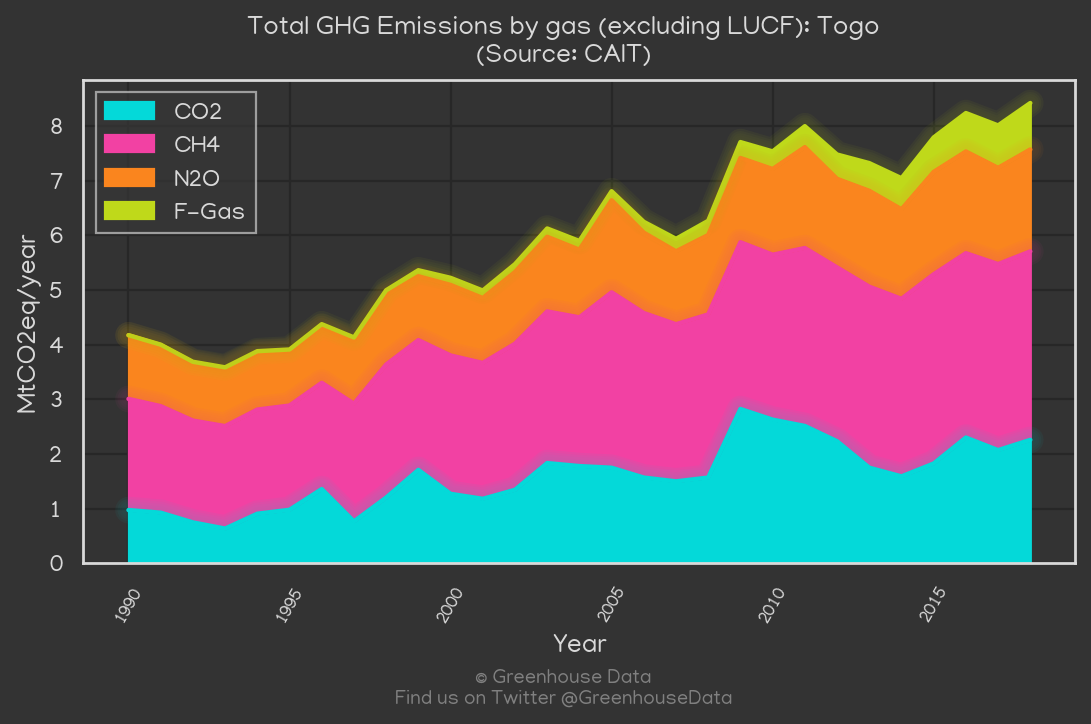 Total GHG Emissions by gas (excluding LUCF): Togo
(Source: CAIT)
CO2
CH4
N2O
F-Gas
MtCO2eq/year
8
7
6
5
4
3
2
1
0
1990 1995 2000 2005 2010 2015
Year
© Greenhouse Data
Find us on Twitter @GreenhouseData